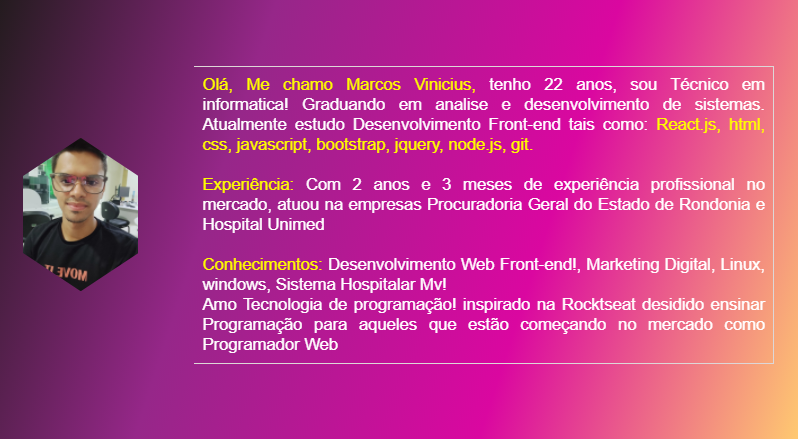 Olá, Me chamo Marcos Vinicius, tenho 22 anos, sou Técnico em
informatica! Graduando em analise e desenvolvimento de sistemas.
Atualmente estudo Desenvolvimento Front-end tais como: React.js, html,
css, javascript, bootstrap, jquery, node.js, git.
Experiência: Com 2 anos e 3 meses de experiência profissional no
mercado, atuou na empresas Procuradoria Geral do Estado de Rondonia e
Hospital Unimed
Conhecimentos: Desenvolvimento Web Front-end!, Marketing Digital, Linux,
windows, Sistema Hospitalar Mv!
Amo Tecnologia de programação! inspirado na Rocktseat desidido ensinar
Programação para aqueles que estão começando no mercado como
Programador Web
MOVE IT